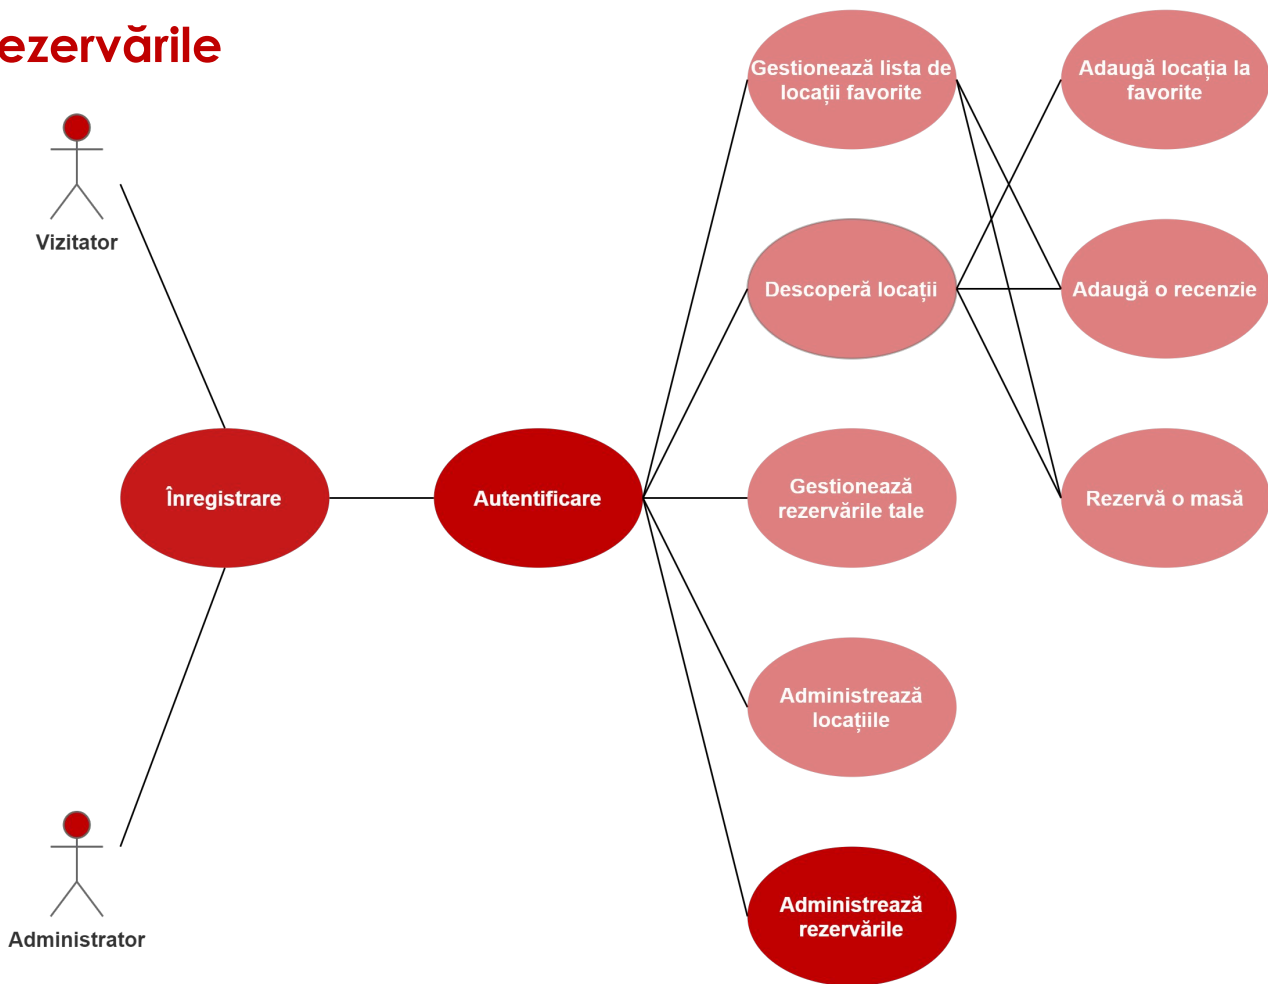 ezervările
Gestionează lista de
locații favorite
Adaugă locația la
favorite
Vizitator
Descoperă locații
Adaugă o recenzie
Înregistrare
Autentificare
Gestionează
rezervările tale
Rezervă o masă
Administrează
locațiile
Administrează
rezervările
Administrator